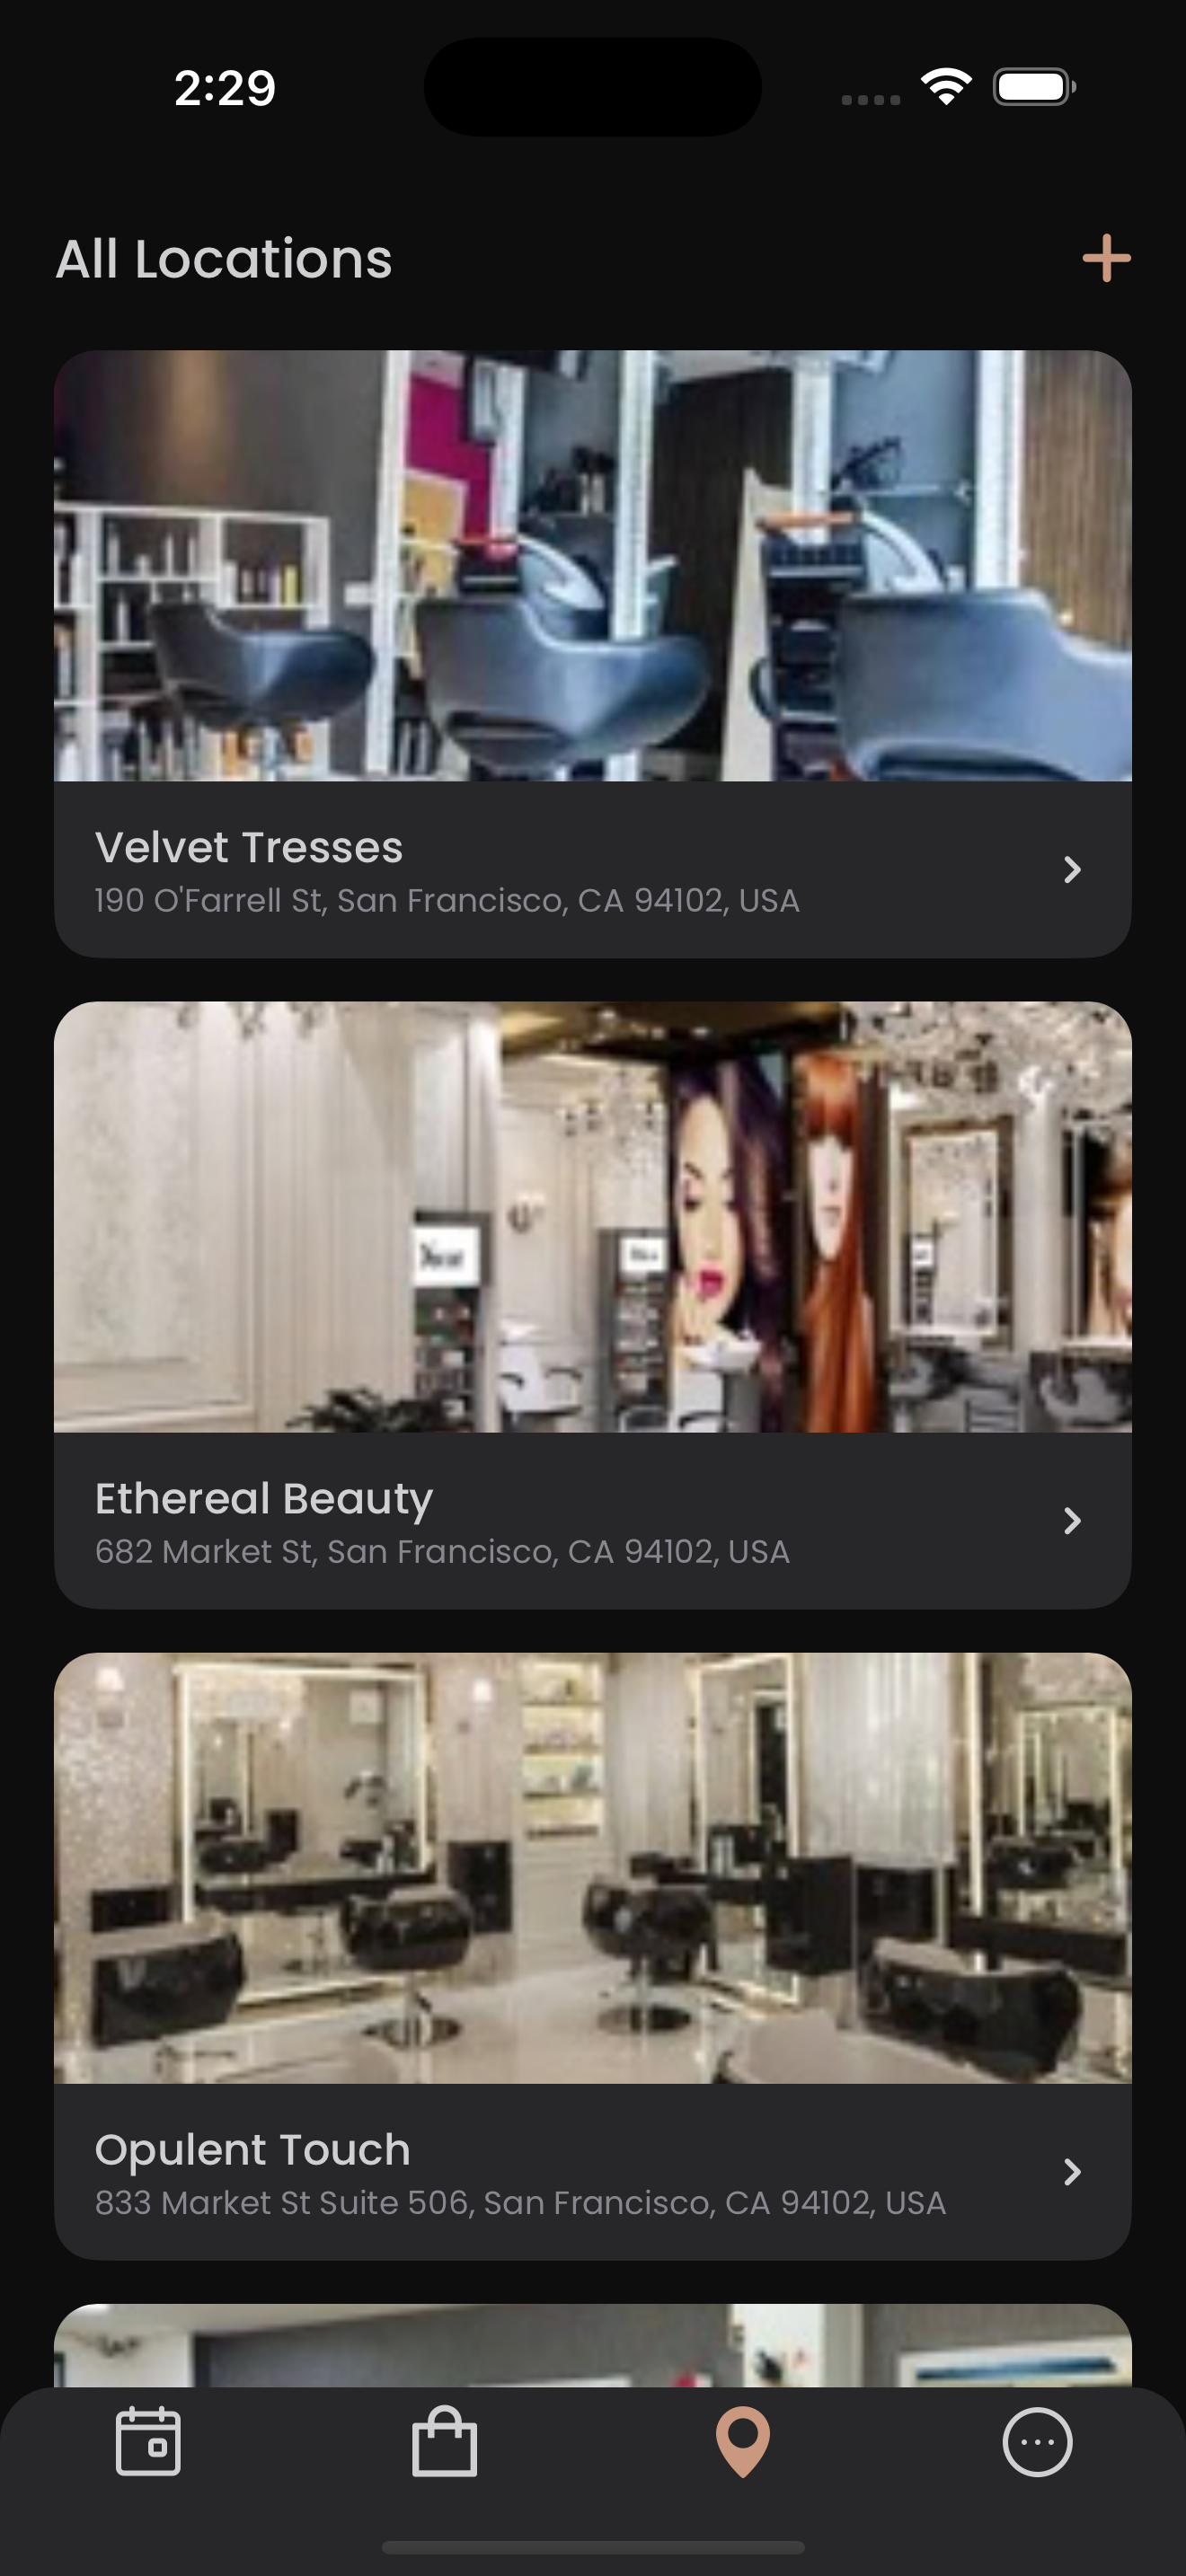 2:29
All Locations
Velvet Tresses
190 O'Farrell St, San Francisco, CA 94102, USA
Ethereal Beauty
682 Market St, San Francisco, CA 94102, USA
Opulent Touch
833 Market St Suite 506, San Francisco, CA 94102, USA